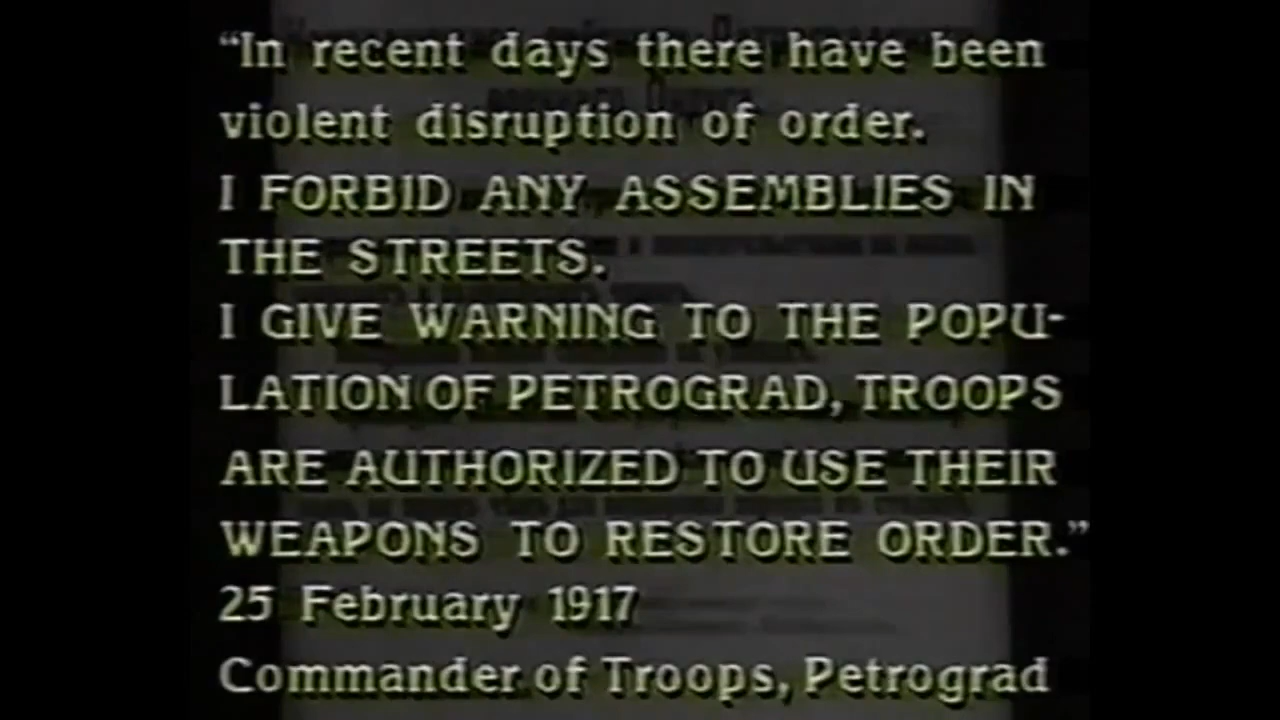 “In recent days there have been
violent disruption of order.
I FORBID ANY ASSEMBLIES IN
THE STREETS.
I GIVE WARNING TO THE POPU-
LATION OF PETROGRAD, TROOPS
ARE AUTHORIZED TO USE THEIR
WEAPONS TO RESTORE ORDER.”
25 February 1917
Commander of Troops, Petrograd